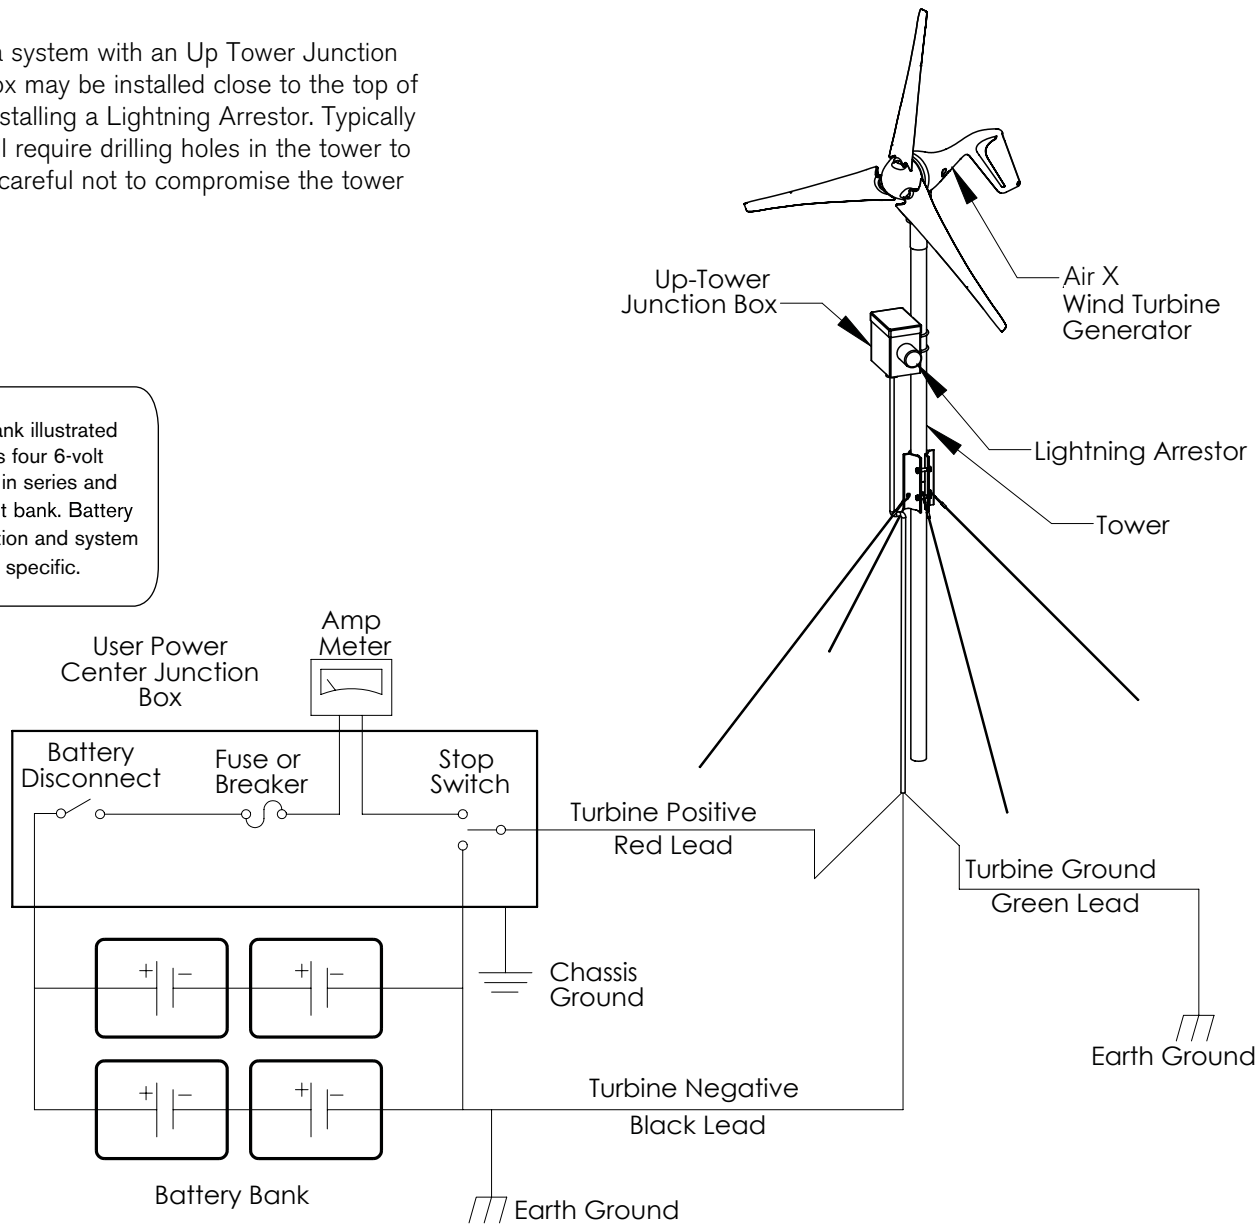 a system with an Up Tower Junction
ox may be installed close to the top of
stalling a Lightning Arrestor. Typically
l require drilling holes in the tower to
careful not to compromise the tower
Up-Tower
Junction Box
Air X
Wind Turbine
Generator
Lightning Arrestor
Tower
ank illustrated
s four 6-volt
in series and
t bank. Battery
tion and system
specific.
User Power
Center Junction
Box
Amp
Meter
Battery
Disconnect
Fuse or
Breaker
Stop
Switch
Turbine Positive
Red Lead
Turbine Ground
Green Lead
+ − + −
Chassis
Ground
Earth Ground
+ − + −
Turbine Negative
Black Lead
Battery Bank
Earth Ground